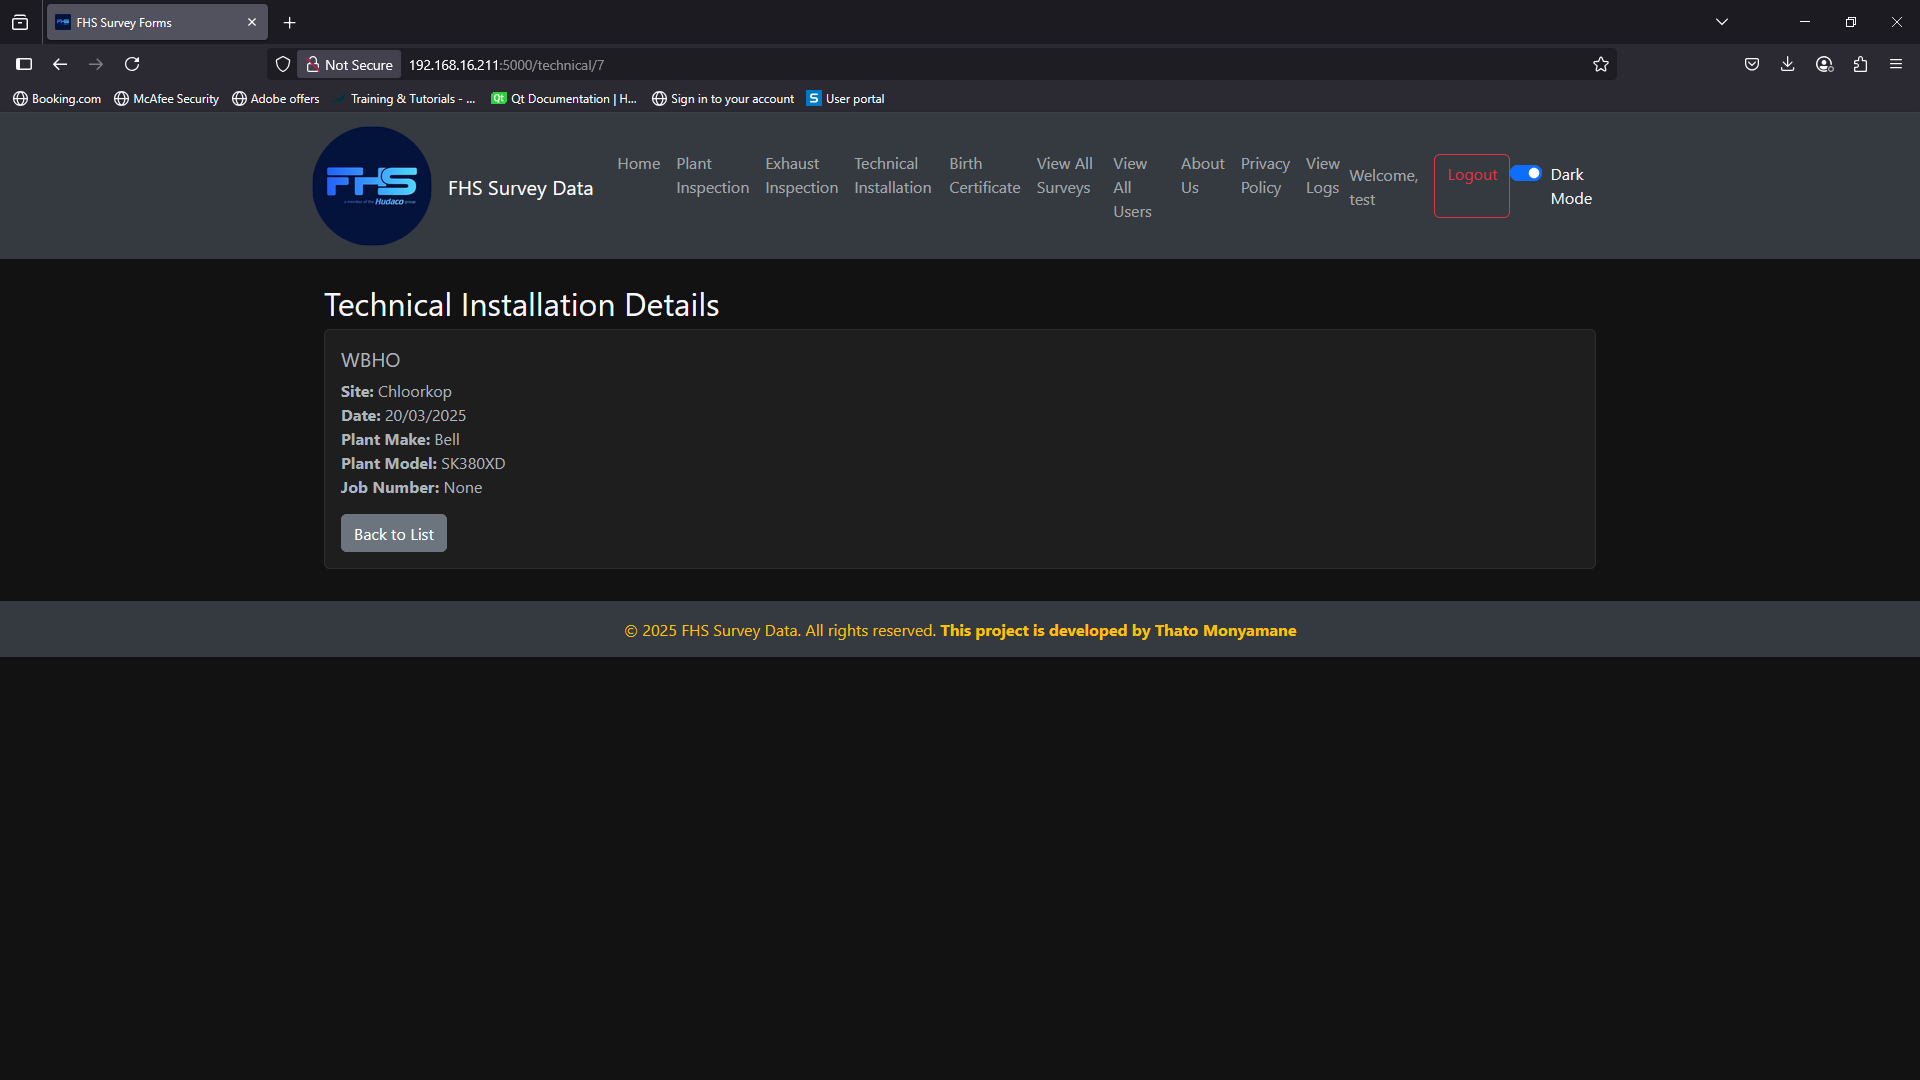 FHS Survey Forms
Not Secure
192.168.16.211:5000/technical/7
Booking.com
McAfee Security
Adobe offers
Training & Tutorials - ...
Qt Documentation | H...
Sign in to your account
S User portal
FHS
a member of the Hudaco group
FHS Survey Data
Home
Plant
Inspection
Exhaust
Inspection
Technical
Installation
Birth
Certificate
View All
Surveys
View
All
Users
About
Us
Privacy
Policy
View
Logs
Welcome,
test
Logout
Dark
Mode
Technical Installation Details
WBHO
Site: Chloorkop
Date: 20/03/2025
Plant Make: Bell
Plant Model: SK380XD
Job Number: None
Back to List
© 2025 FHS Survey Data. All rights reserved. This project is developed by Thato Monyamane